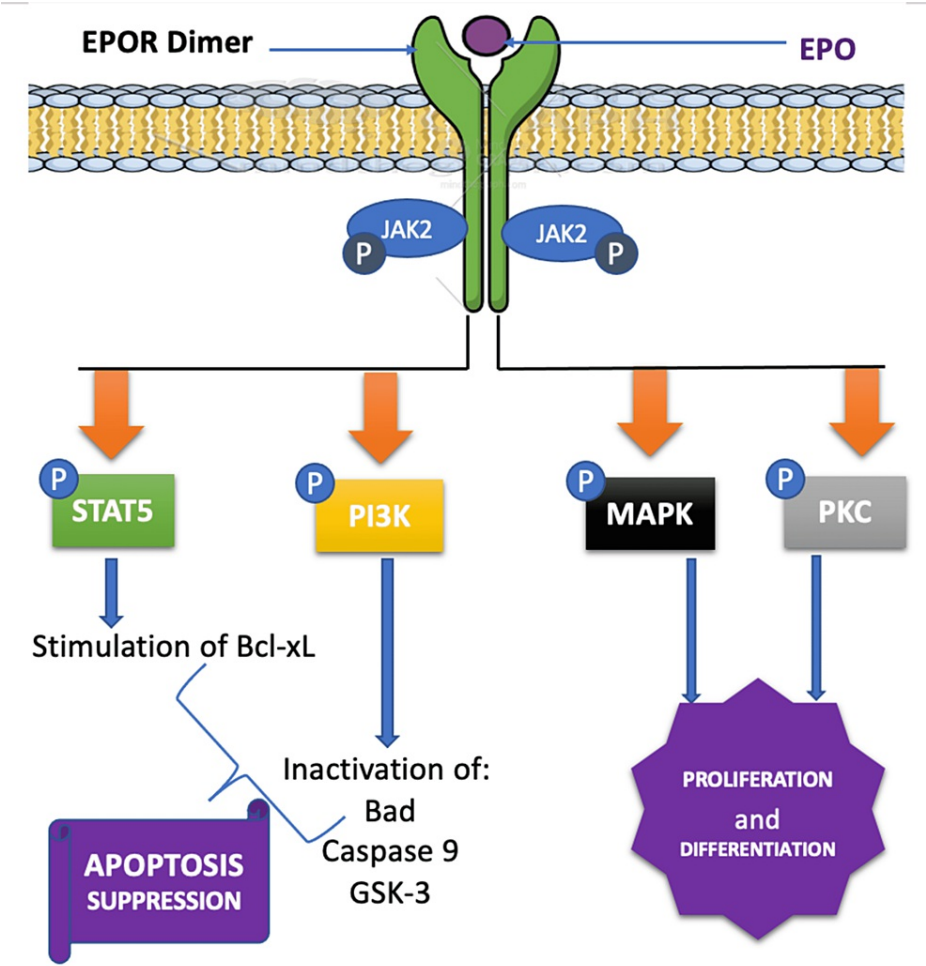 EPOR Dimer
EPO
JAK2
P
JAK2
P
P
STAT5
P
PI3K
P
MAPK
P
PKC
Stimulation of Bcl-xL
Inactivation of:
Bad
Caspase 9
GSK-3
APOPTOSIS
SUPPRESSION
PROLIFERATION
and
DIFFERENTIATION